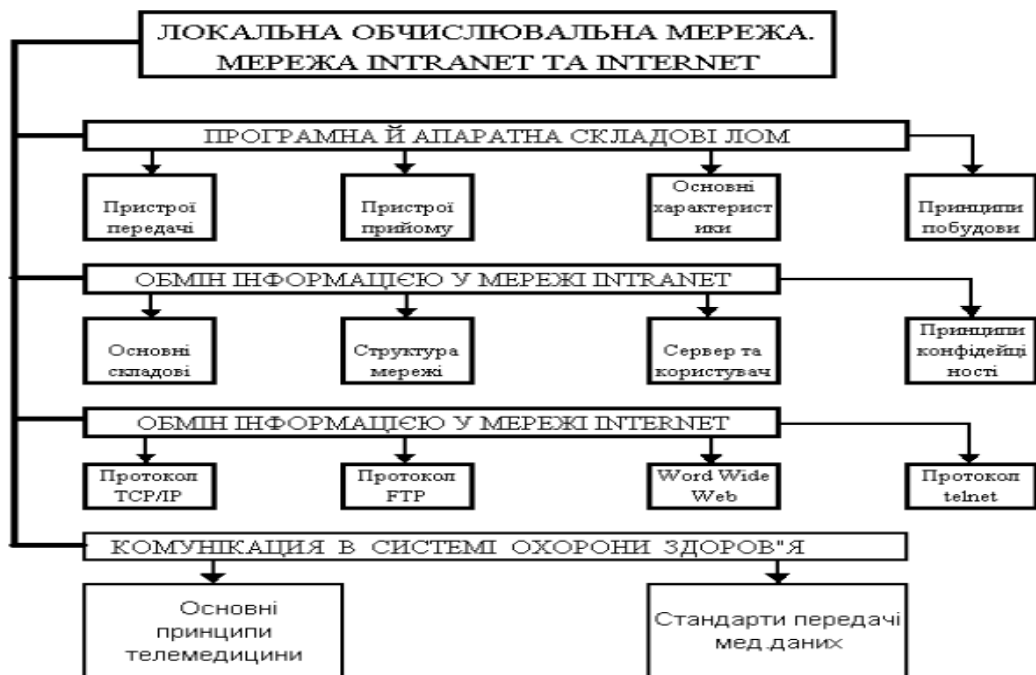 ЛОКАЛЬНА ОБЧИСЛЮВАЛЬНА МЕРЕЖА.
МЕРЕЖА INTRANET ТА INTERNET
ПРОГРАМНА Й АПАРАТНА СКЛАДОВІ ЛОМ
Пристрої
передачі
Пристрої
прийому
Основні
характерист
ики
Принципи
побудови
ОБМІН ІНФОРМАЦІЄЮ У МЕРЕЖІ INTRANET
Основні
складові
Структура
мережі
Сервер та
користувач
Принципи
конфідейці
ності
ОБМІН ІНФОРМАЦІЄЮ У МЕРЕЖІ INTERNET
Протокол
TCP/IP
Протокол
FTP
Word Wide
Web
Протокол
telnet
КОМУНІКАЦИЯ В СИСТЕМІ ОХОРОНИ ЗДОРОВ"Я
Основні
принципи
телемедицини
Стандарти передачі
мед.даних